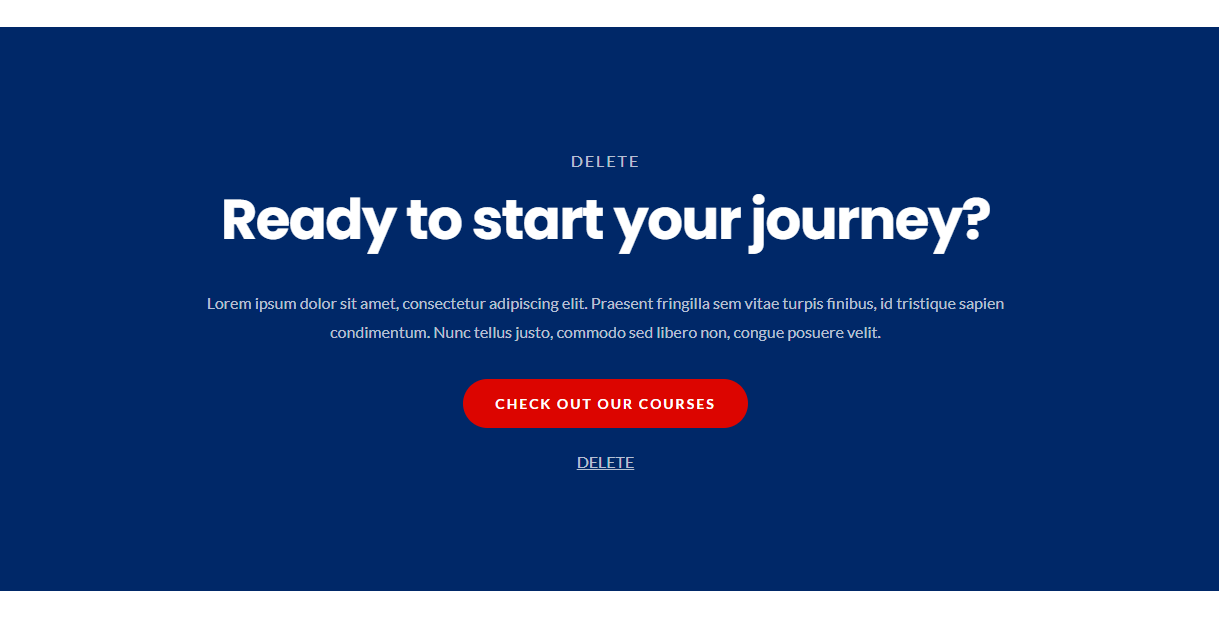 DELETE
Ready to start your journey?
Lorem ipsum dolor sit amet, consectetur adipiscing elit. Praesent fringilla sem vitae turpis finibus, id tristique sapien
condimentum. Nunc tellus justo, commodo sed libero non, congue posuere velit.
CHECK OUT OUR COURSES
DELETE